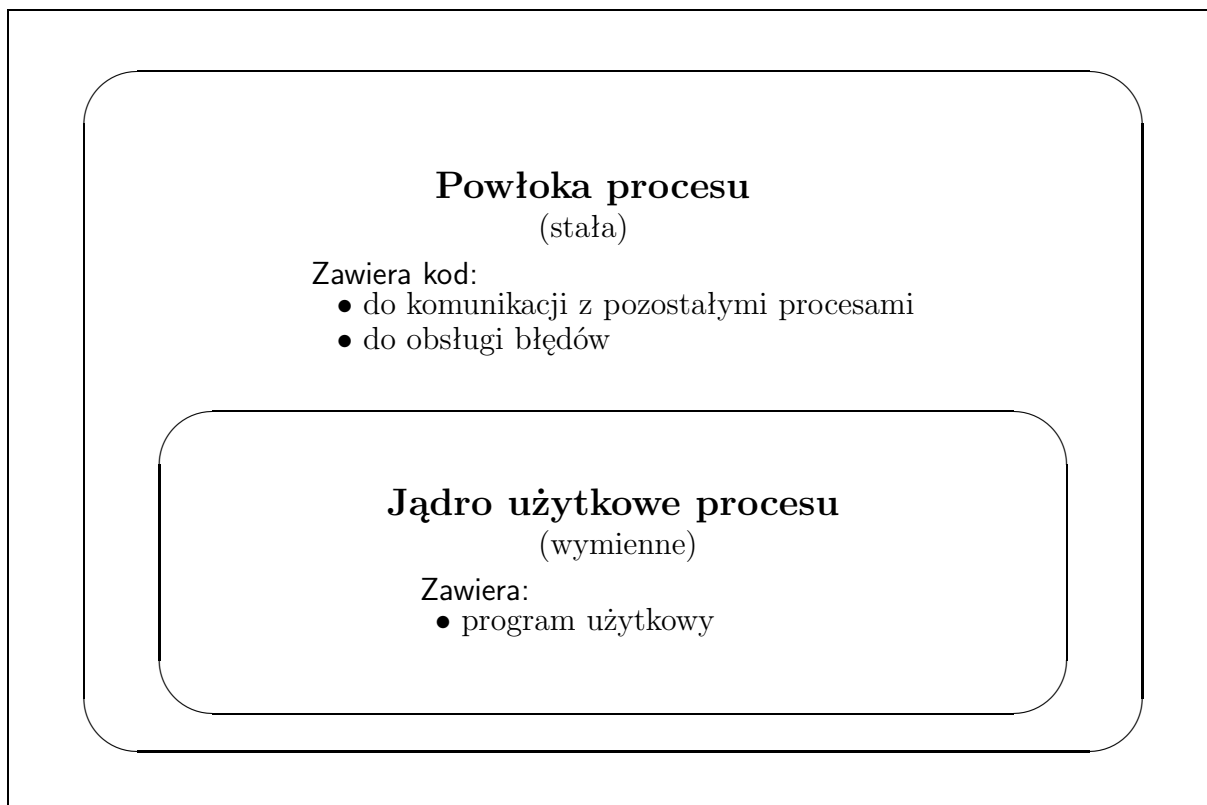 Powłoka procesu
(stała)
Zawiera kod:
• do komunikacji z pozostałymi procesami
• do obsługi błędów
Jądro użytkowe procesu
(wymienne)
Zawiera:
• program użytkowy